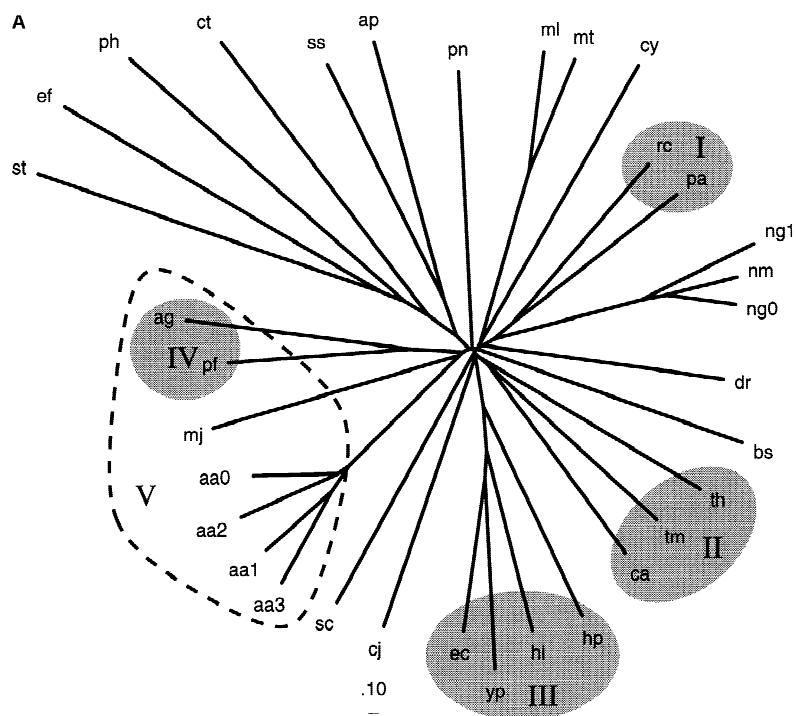 A
ct
ap
ml
mt
cy
ph
ss
pn
ef
st
rc
I
pa
ng1
nm
ng0
ag
IV
pf
dr
mj
bs
aa0
V
aa2
aa1
aa3
th
tm
II
ca
sc
cj
ec
hi
hp
yp
III
.10